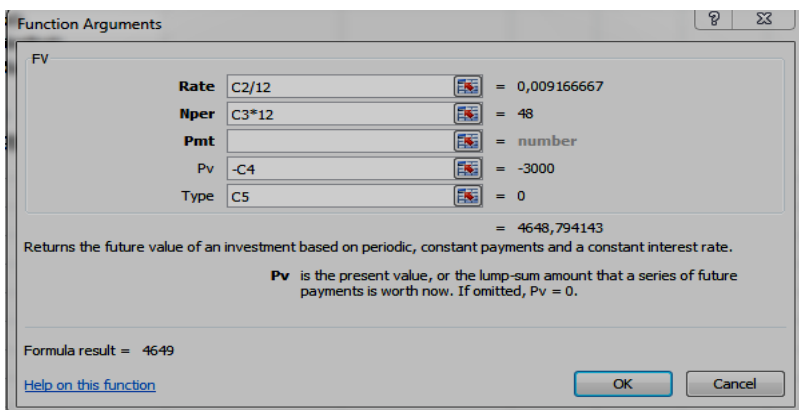 Function Arguments
FV
Rate C2/12 = 0,009166667
Nper C3*12 = 48
Pmt = number
Pv -C4 = -3000
Type C5 = 0
= 4648,794143
Returns the future value of an investment based on periodic, constant payments and a constant interest rate.
Pv is the present value, or the lump-sum amount that a series of future
payments is worth now. If omitted, Pv = 0.
Formula result = 4649
Help on this function OK Cancel